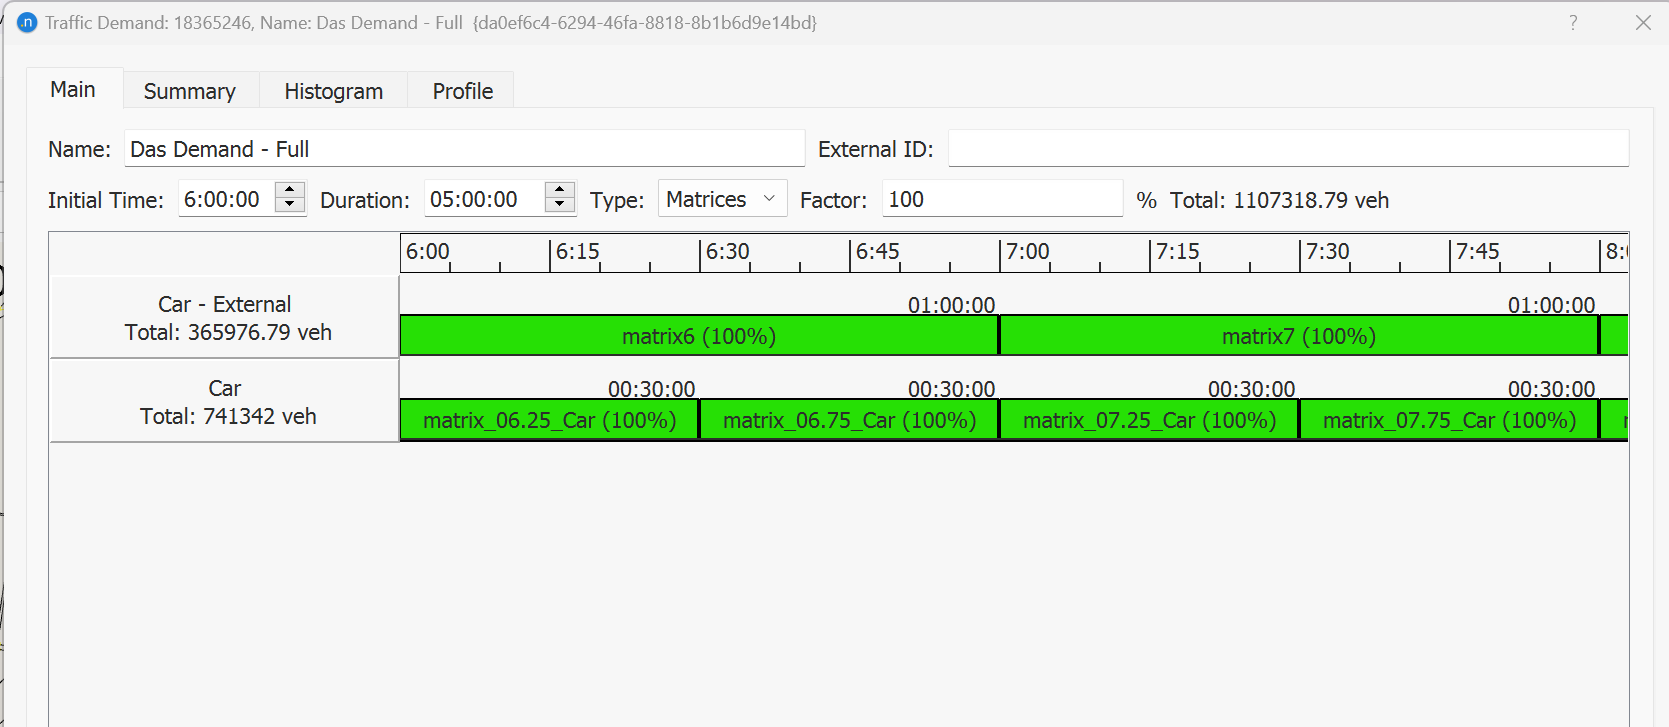 .n Traffic Demand: 18365246, Name: Das Demand - Full {da0ef6c4-6294-46fa-8818-8b1b6d9e14bd} ?
Main Summary Histogram Profile
Name: Das Demand - Full External ID:
Initial Time: 6:00:00 Duration: 05:00:00 Type: Matrices Factor: 100 % Total: 1107318.79 veh
6:00 6:15 6:30 6:45 7:00 7:15 7:30 7:45
Car - External
Total: 365976.79 veh
01:00:00 01:00:00
matrix6 (100%) matrix7 (100%)
Car
Total: 741342 veh
00:30:00 00:30:00 00:30:00 00:30:00
matrix_06.25_Car (100%) matrix_06.75_Car (100%) matrix_07.25_Car (100%) matrix_07.75_Car (100%)